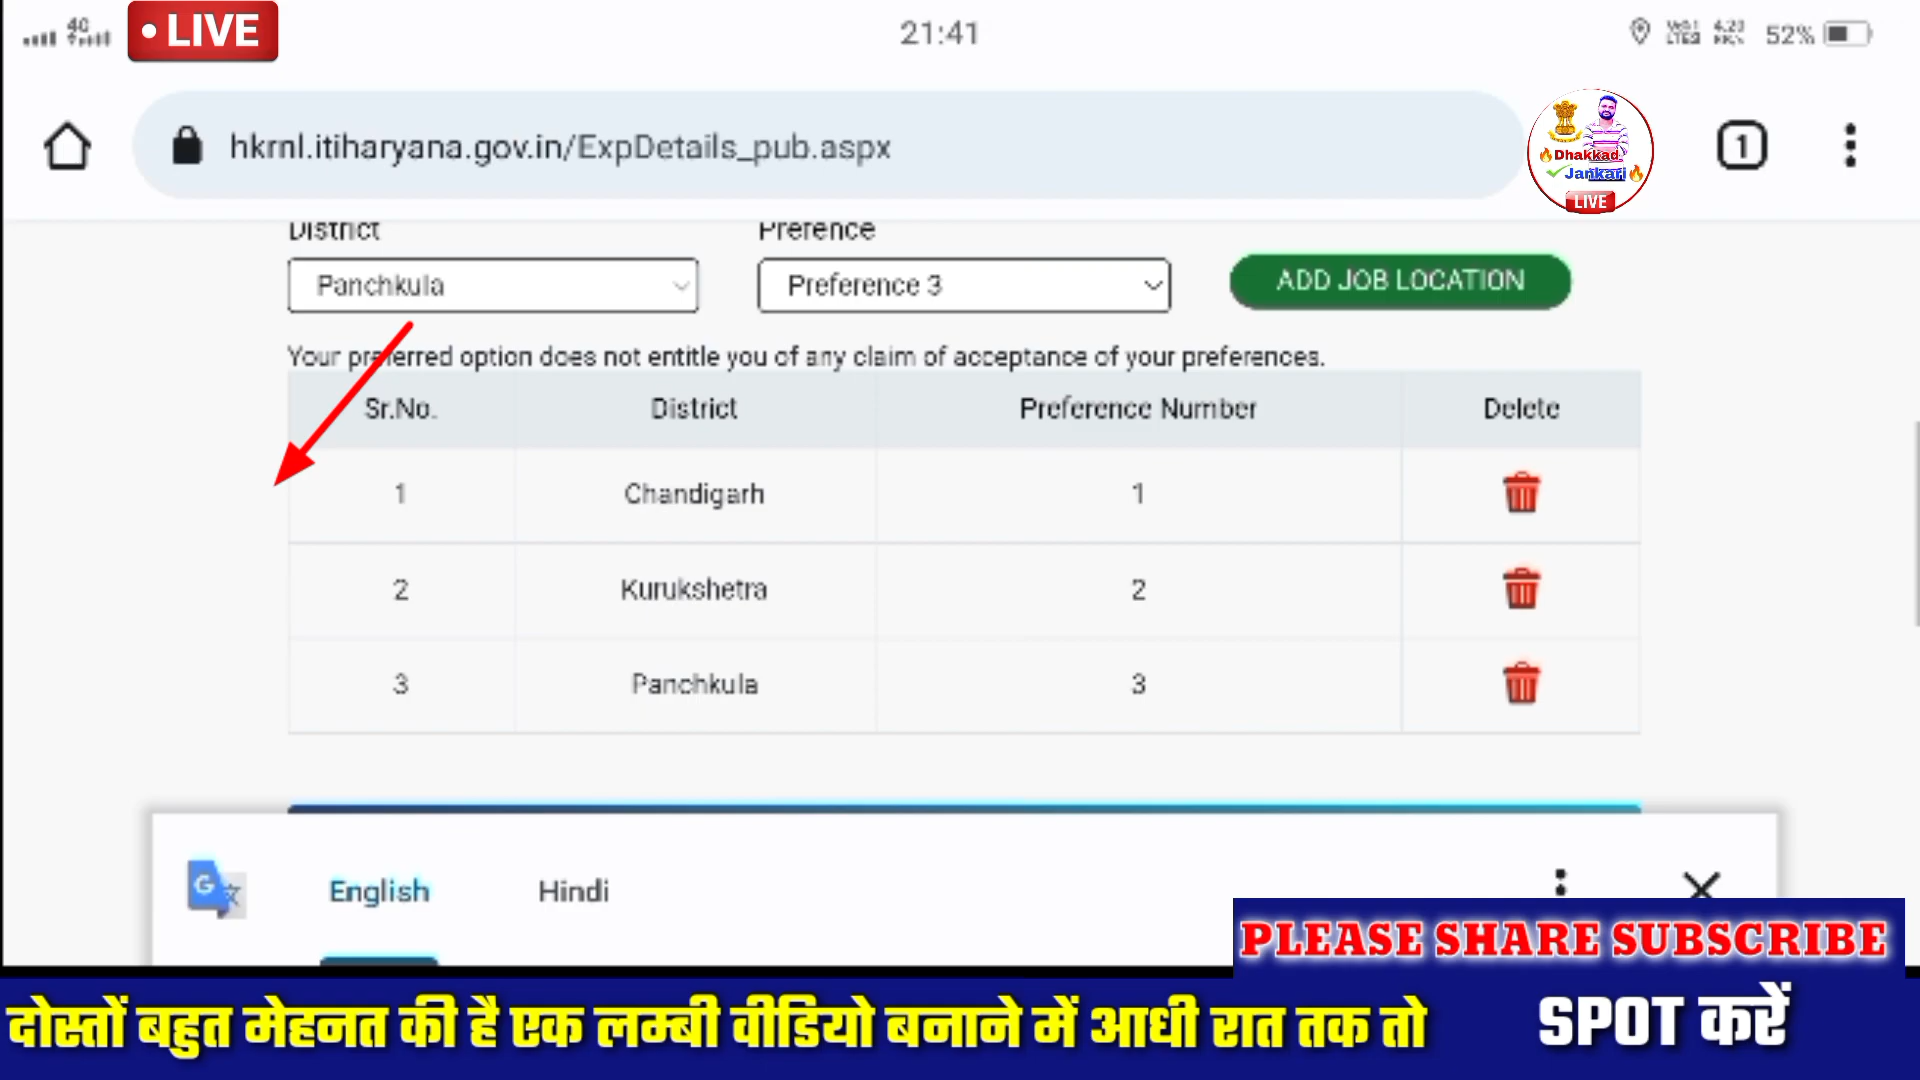 4G
LIVE
21:41
52%
hkrnl.itiharyana.gov.in/ExpDetails_pub.aspx
1
Dhakkad
Jankari
LIVE
District
Prefence
Panchkula
Preference 3
ADD JOB LOCATION
Your preferred option does not entitle you of any claim of acceptance of your preferences.
Sr.No. District Preference Number Delete
1 Chandigarh 1
2 Kurukshetra 2
3 Panchkula 3
English Hindi
PLEASE SHARE SUBSCRIBE
दोस्तों बहुत मेहनत की है एक लम्बी वीडियो बनाने में आधी रात तक तो
SPOT करें